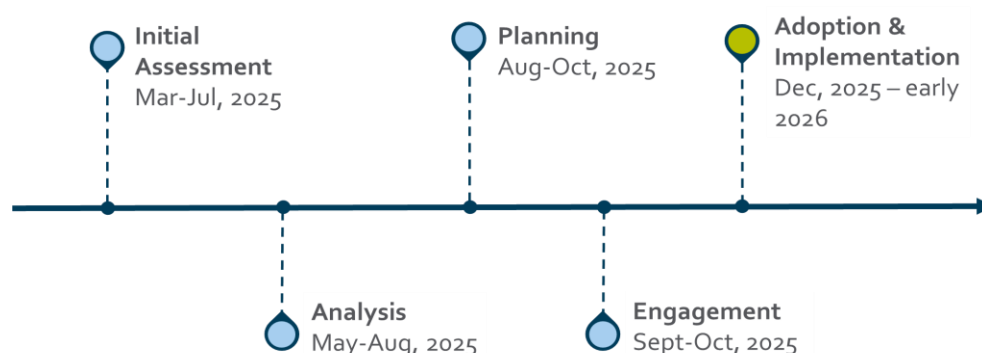 Initial
Assessment
Mar-Jul, 2025
Planning
Aug-Oct, 2025
Adoption &
Implementation
Dec, 2025 – early
2026
Analysis
May-Aug, 2025
Engagement
Sept-Oct, 2025